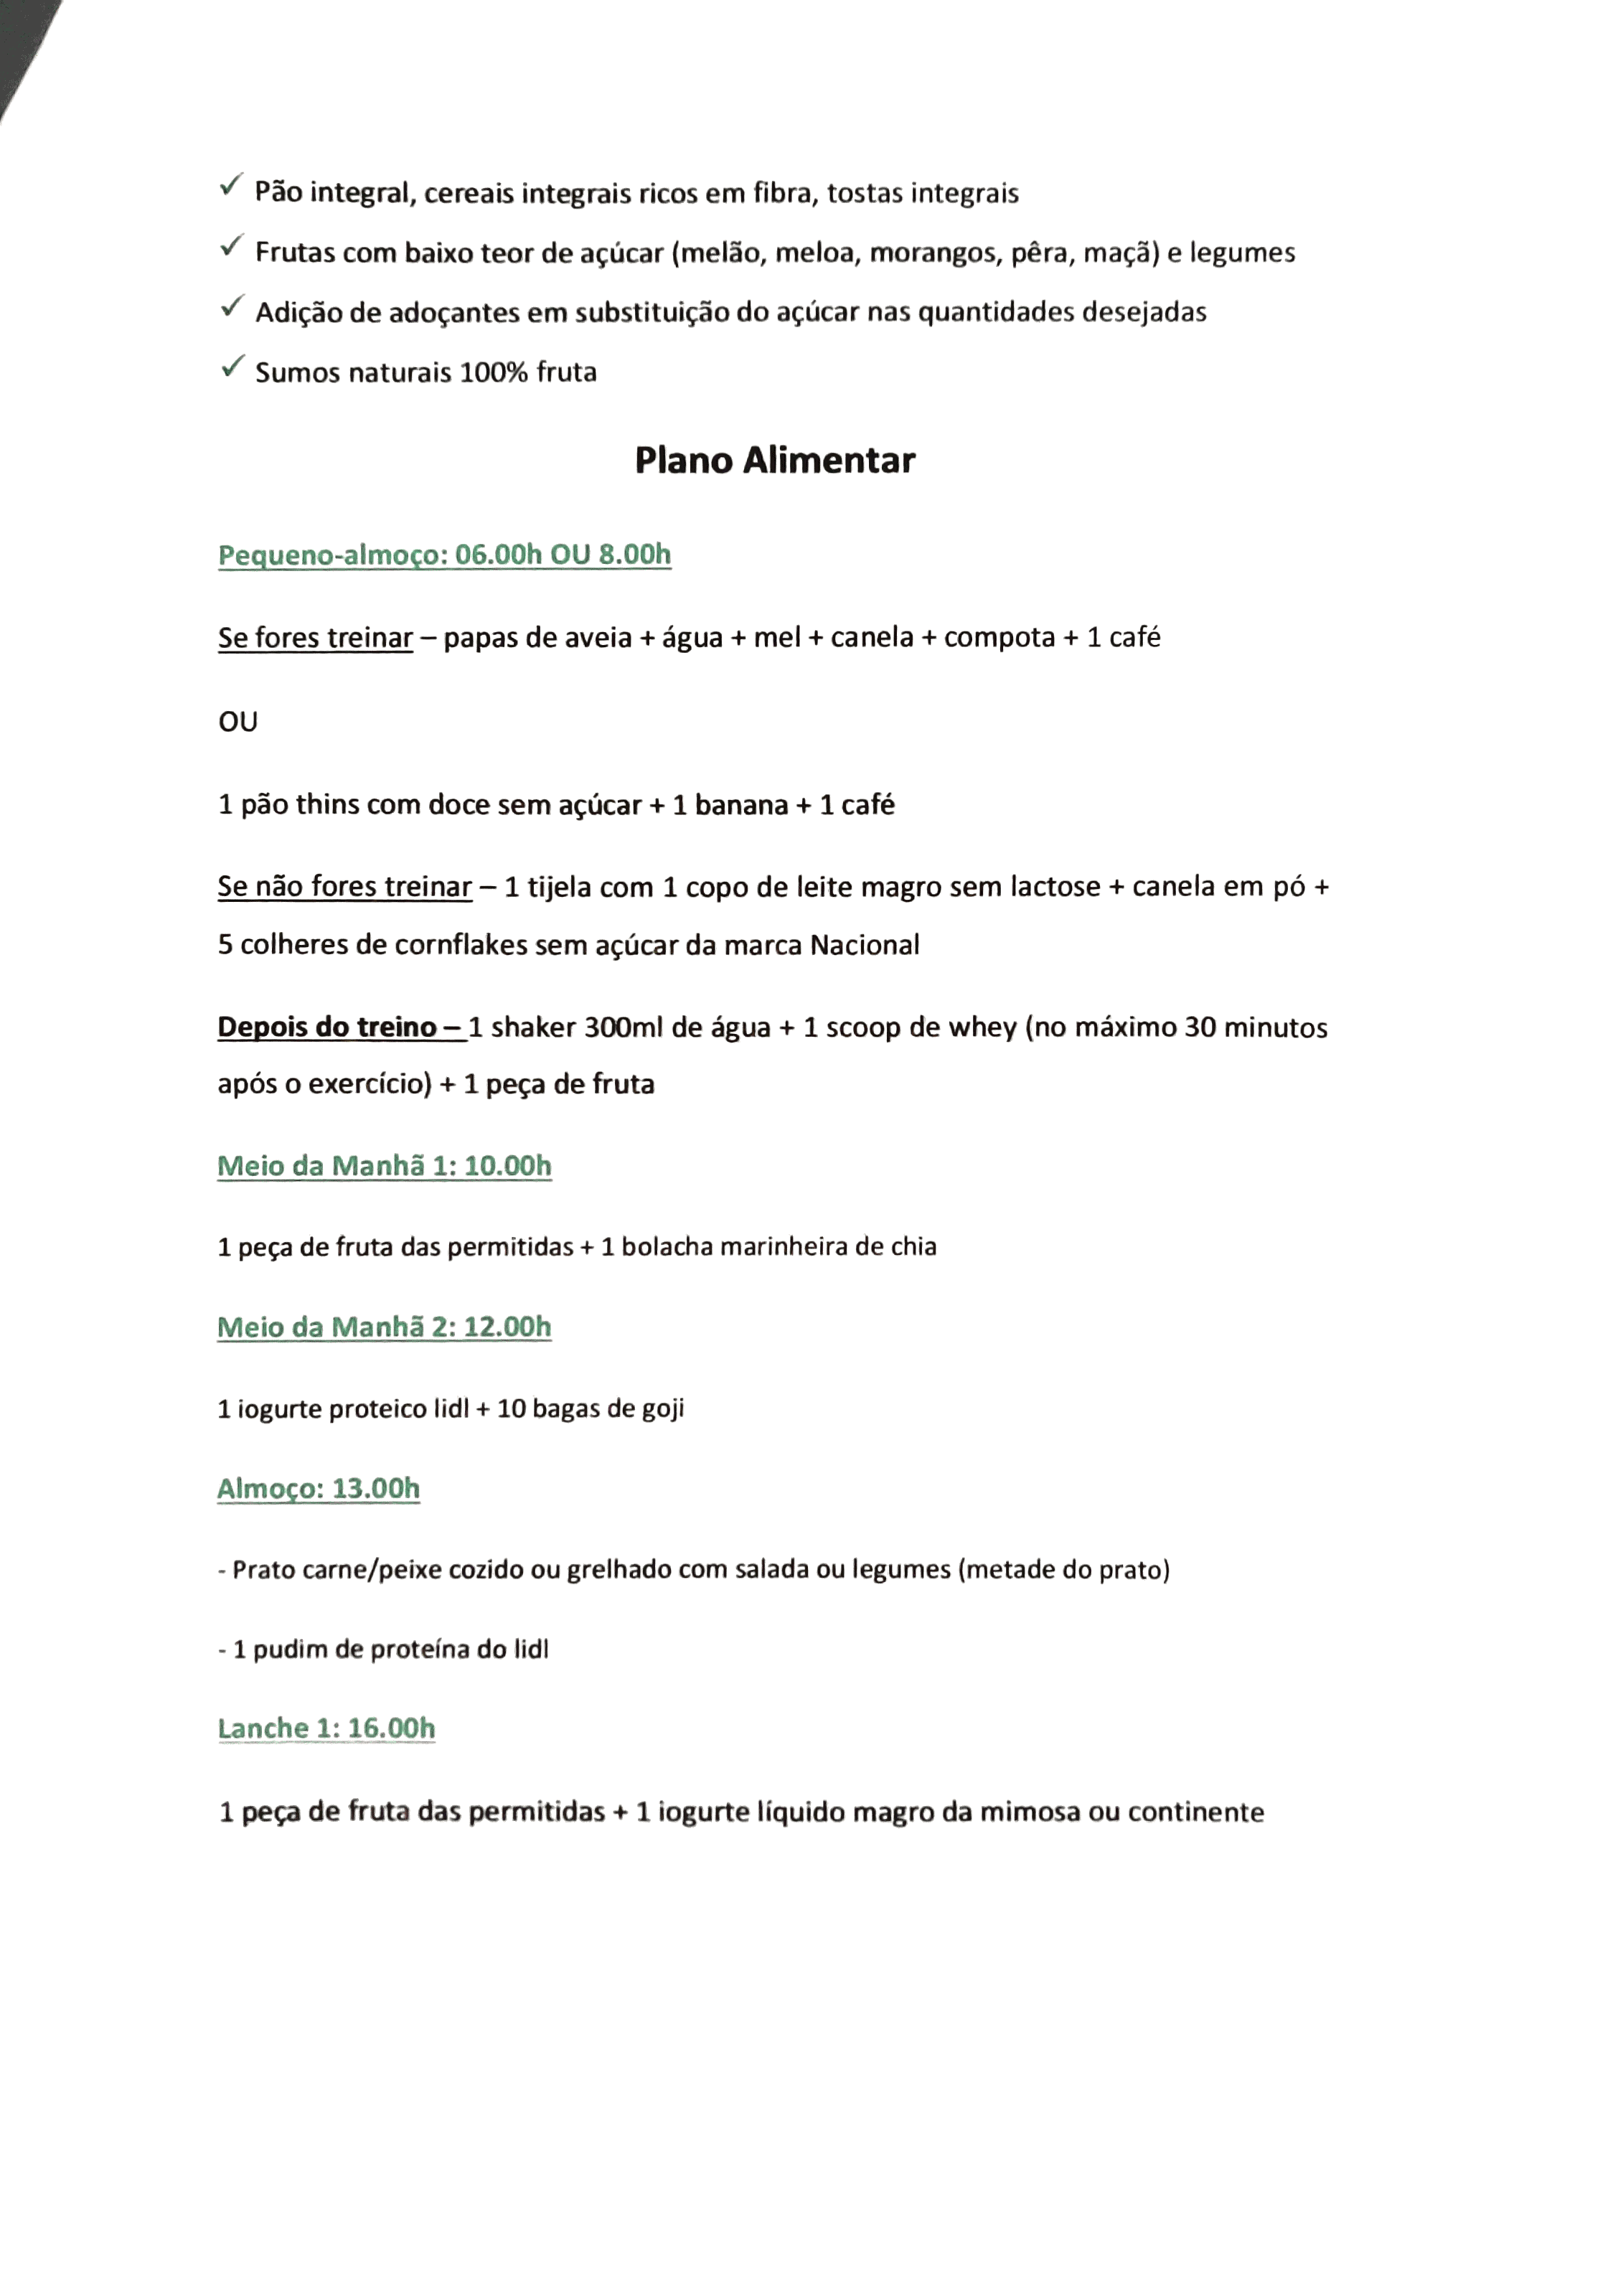 ✓ Pão integral, cereais integrais ricos em fibra, tostas integrais
✓ Frutas com baixo teor de açúcar (melão, meloa, morangos, pêra, maçã) e legumes
✓ Adição de adoçantes em substituição do açúcar nas quantidades desejadas
✓ Sumos naturais 100% fruta
Plano Alimentar
Pequeno-almoço: 06.00h OU 8.00h
Se fores treinar – papas de aveia + água + mel + canela + compota + 1 café
OU
1 pão thins com doce sem açúcar + 1 banana + 1 café
Se não fores treinar – 1 tijela com 1 copo de leite magro sem lactose + canela em pó +
5 colheres de cornflakes sem açúcar da marca Nacional
Depois do treino – 1 shaker 300ml de água + 1 scoop de whey (no máximo 30 minutos
após o exercício) + 1 peça de fruta
Meio da Manhã 1: 10.00h
1 peça de fruta das permitidas + 1 bolacha marinheira de chia
Meio da Manhã 2: 12.00h
1 iogurte proteico lidl + 10 bagas de goji
Almoço: 13.00h
- Prato carne/peixe cozido ou grelhado com salada ou legumes (metade do prato)
- 1 pudim de proteína do lidl
Lanche 1: 16.00h
1 peça de fruta das permitidas + 1 iogurte líquido magro da mimosa ou continente